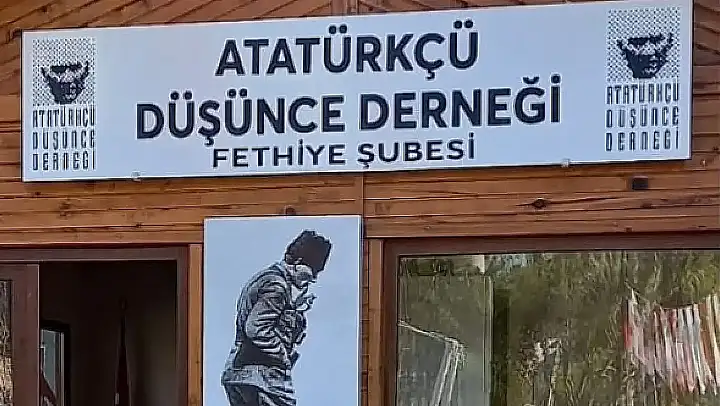 ATATÜRKÇÜ
DÜŞÜNCE DERNEĞİ
FETHİYE ŞUBESİ
ATATÜRKÇÜ
DÜŞÜNCE
DERNEĞİ
ATATÜRKÇÜ
DÜŞÜNCE
DERNEĞİ